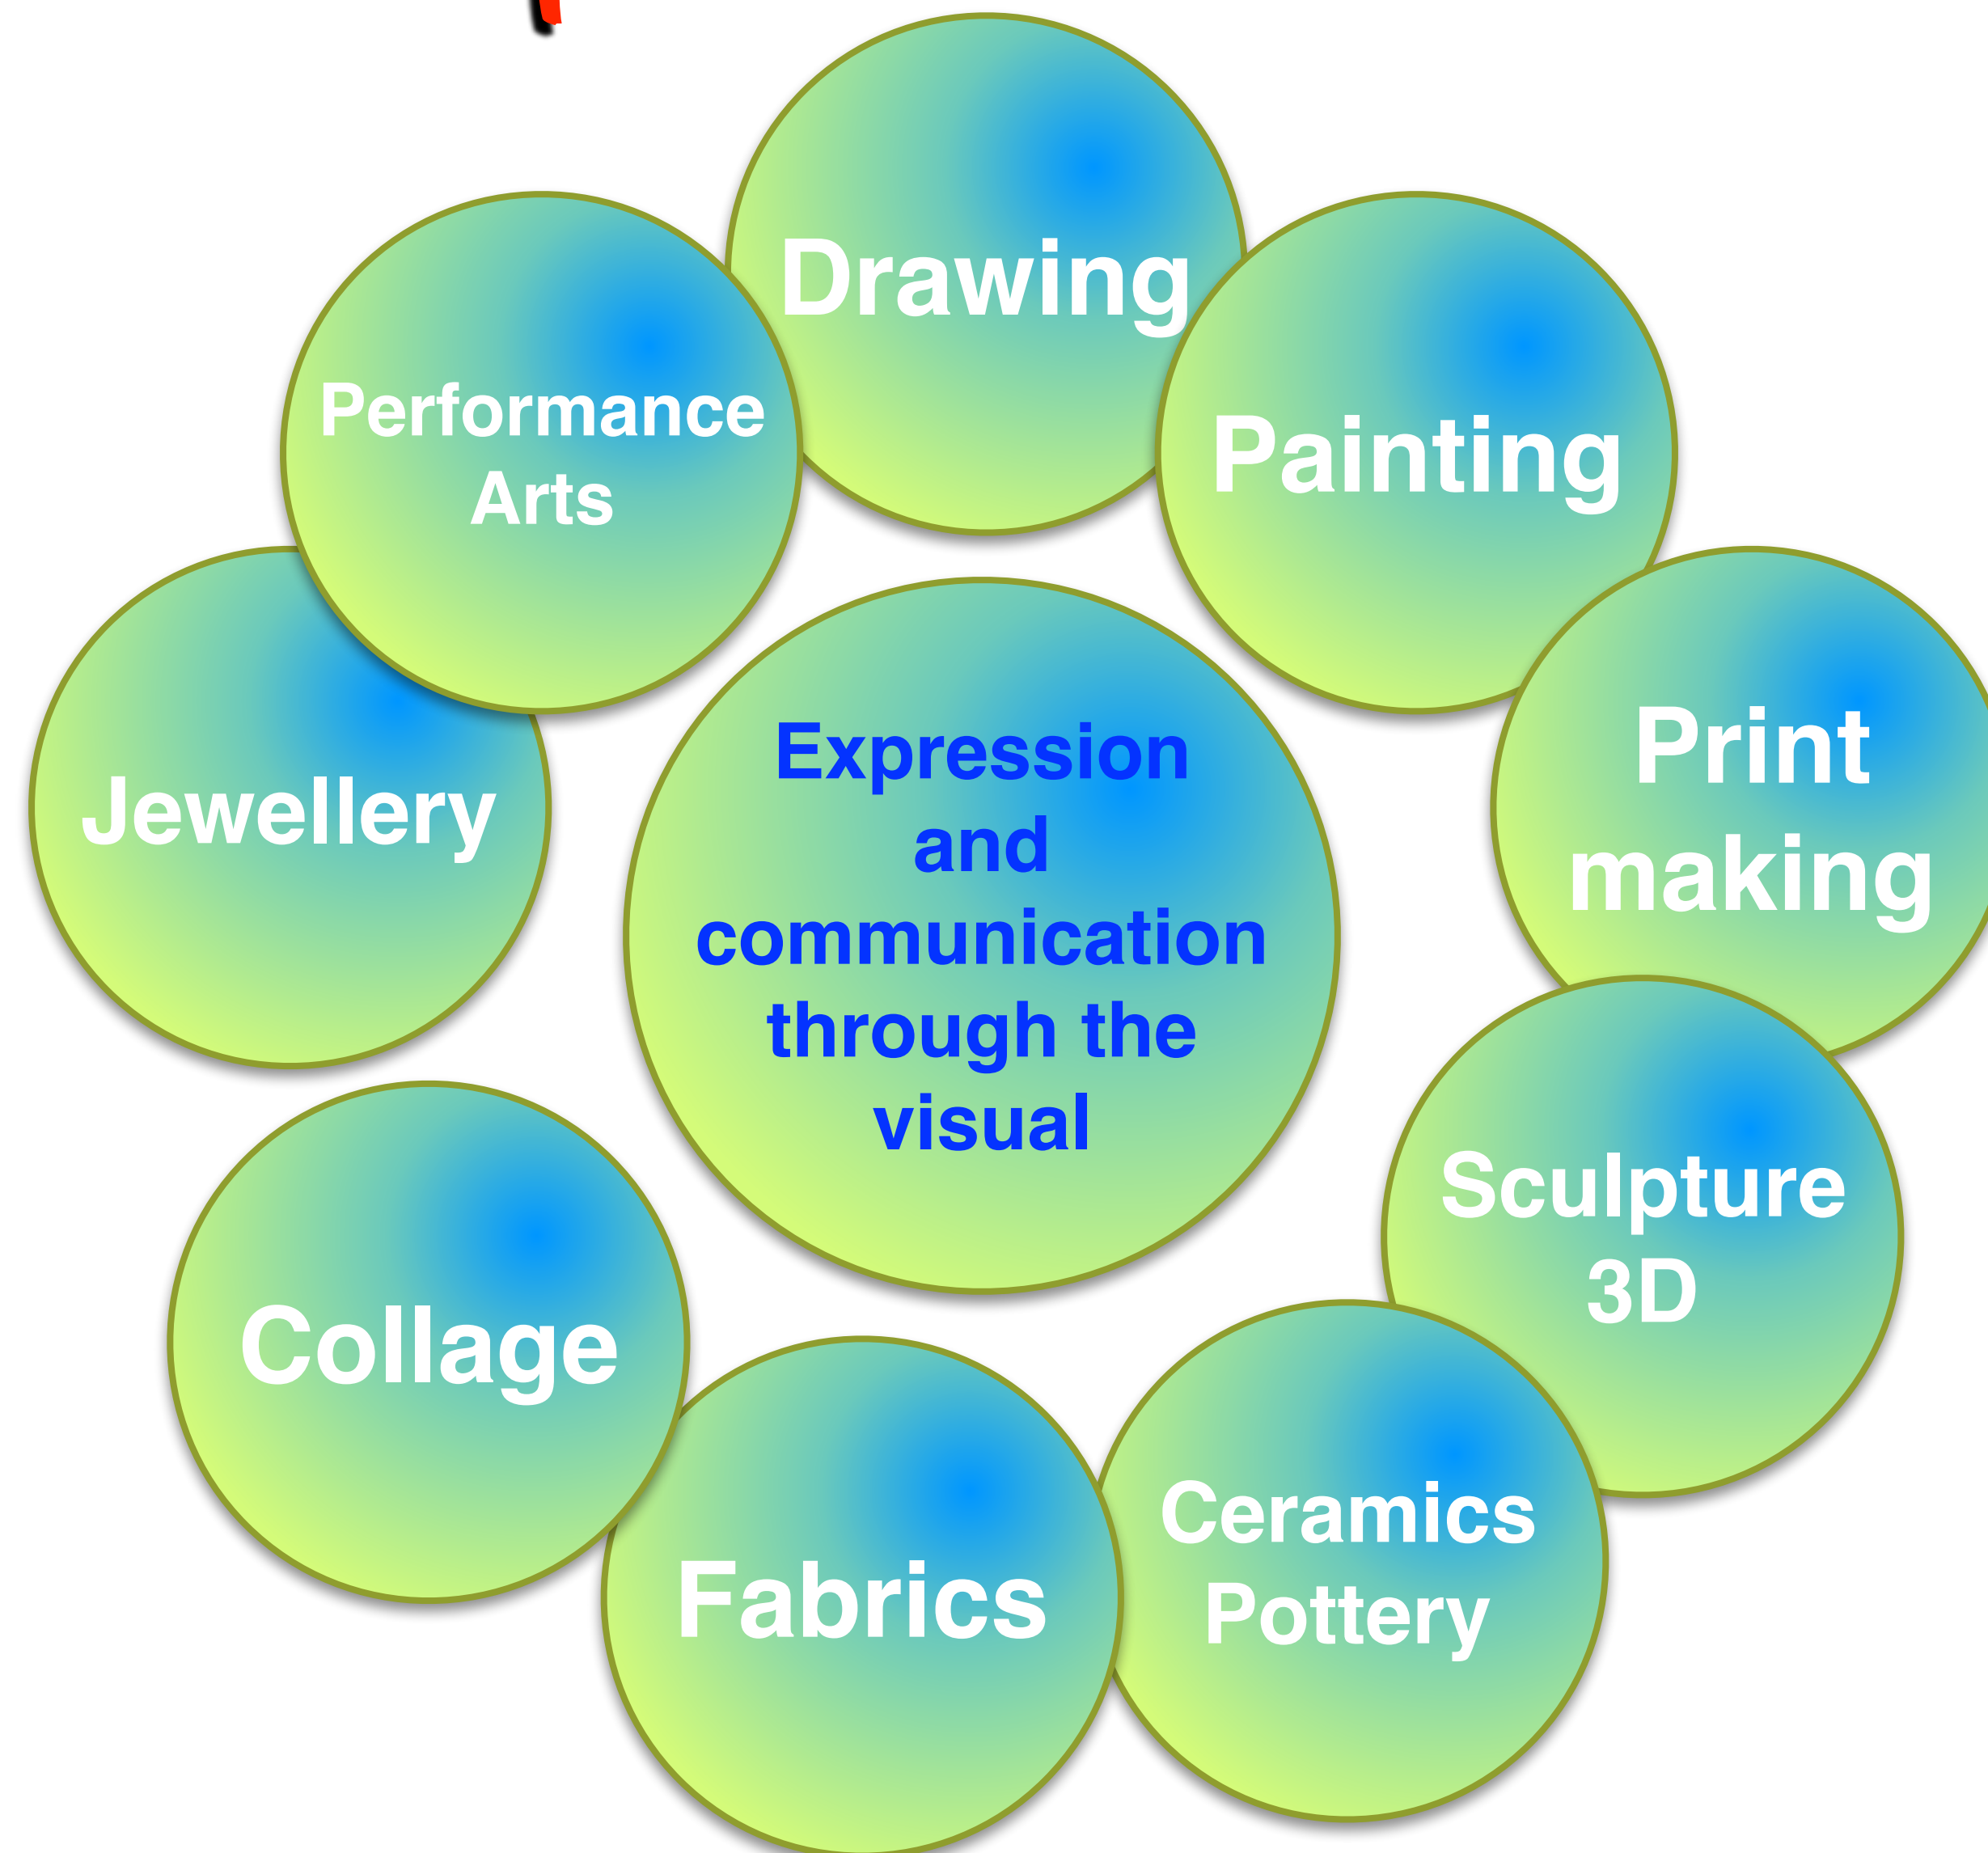 Drawing
Performance
Arts
Painting
Print
making
Jewellery
Expression
and
communication
through the
visual
Sculpture
3D
Collage
Ceramics
Pottery
Fabrics